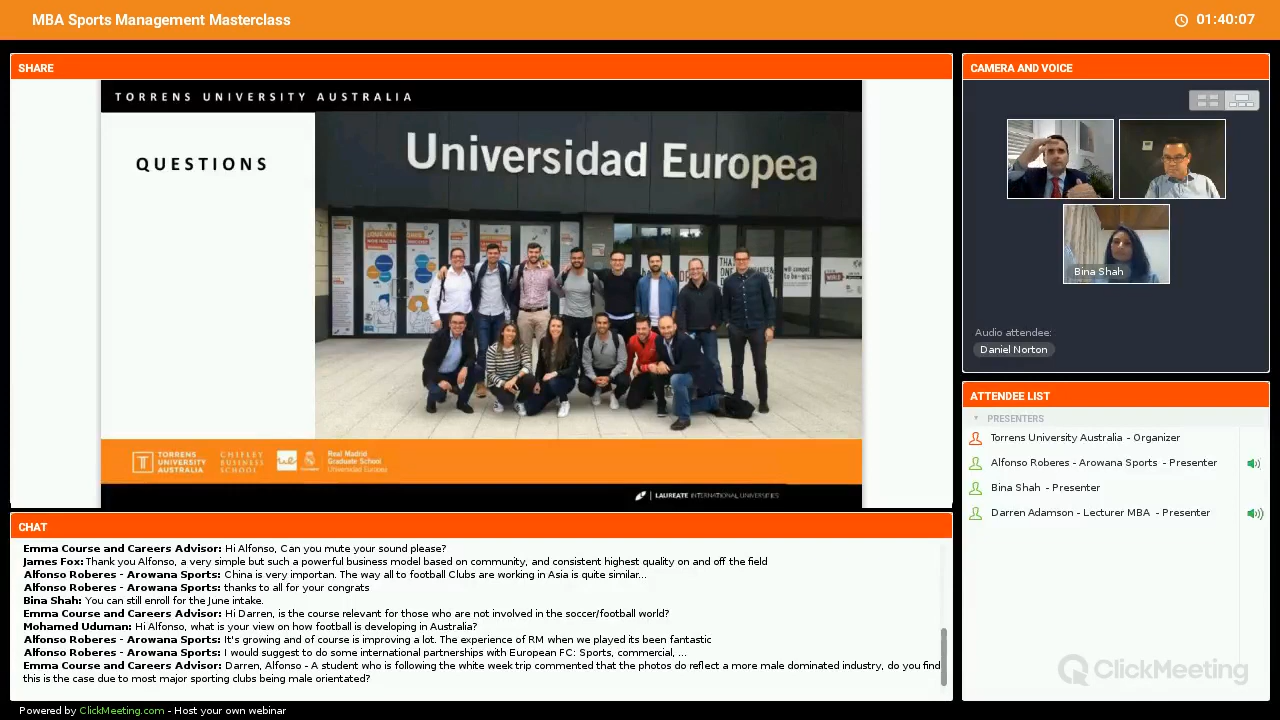 MBA Sports Management Masterclass
01:40:07
SHARE
TORRENS UNIVERSITY AUSTRALIA
QUESTIONS
Universidad Europea
TORRENS
UNIVERSITY
AUSTRALIA
CHIFLEY
BUSINESS
SCHOOL
ue
Real Madrid
Graduate School
Universidad Europea
LAUREATE INTERNATIONAL UNIVERSITIES
CAMERA AND VOICE
Bina Shah
Audio attendee:
Daniel Norton
ATTENDEE LIST
PRESENTERS
Torrens University Australia - Organizer
Alfonso Roberes - Arowana Sports - Presenter
Bina Shah - Presenter
Darren Adamson - Lecturer MBA - Presenter
ClickMeeting
CHAT
Emma Course and Careers Advisor: Hi Alfonso, Can you mute your sound please?
James Fox: Thank you Alfonso, a very simple but such a powerful business model based on community, and consistent highest quality on and off the field
Alfonso Roberes - Arowana Sports: China is very importan. The way all to football Clubs are working in Asia is quite similar...
Alfonso Roberes - Arowana Sports: thanks to all for your congrats
Bina Shah: You can still enroll for the June intake.
Emma Course and Careers Advisor: Hi Darren, is the course relevant for those who are not involved in the soccer/football world?
Mohamed Uduman: Hi Alfonso, what is your view on how football is developing in Australia?
Alfonso Roberes - Arowana Sports: It's growing and of course is improving a lot. The experience of RM when we played its been fantastic
Alfonso Roberes - Arowana Sports: I would suggest to do some international partnerships with European FC: Sports, commercial, ...
Emma Course and Careers Advisor: Darren, Alfonso - A student who is following the white week trip commented that the photos do reflect a more male dominated industry, do you find
this is the case due to most major sporting clubs being male orientated?
Powered by ClickMeeting.com - Host your own webinar